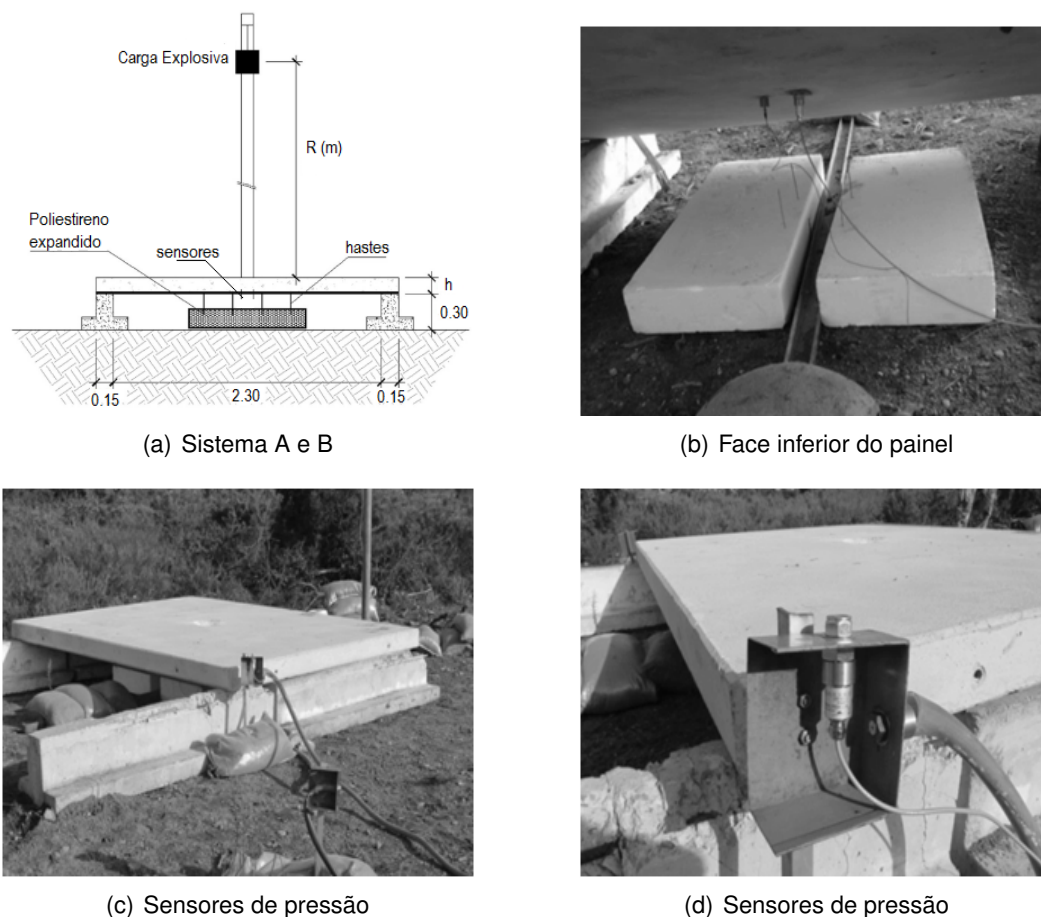 Carga Explosiva
R (m)
Poliestireno
expandido
sensores
hastes
h
0.30
0.15
2.30
0.15
(a) Sistema A e B
(b) Face inferior do painel
(c) Sensores de pressão
(d) Sensores de pressão